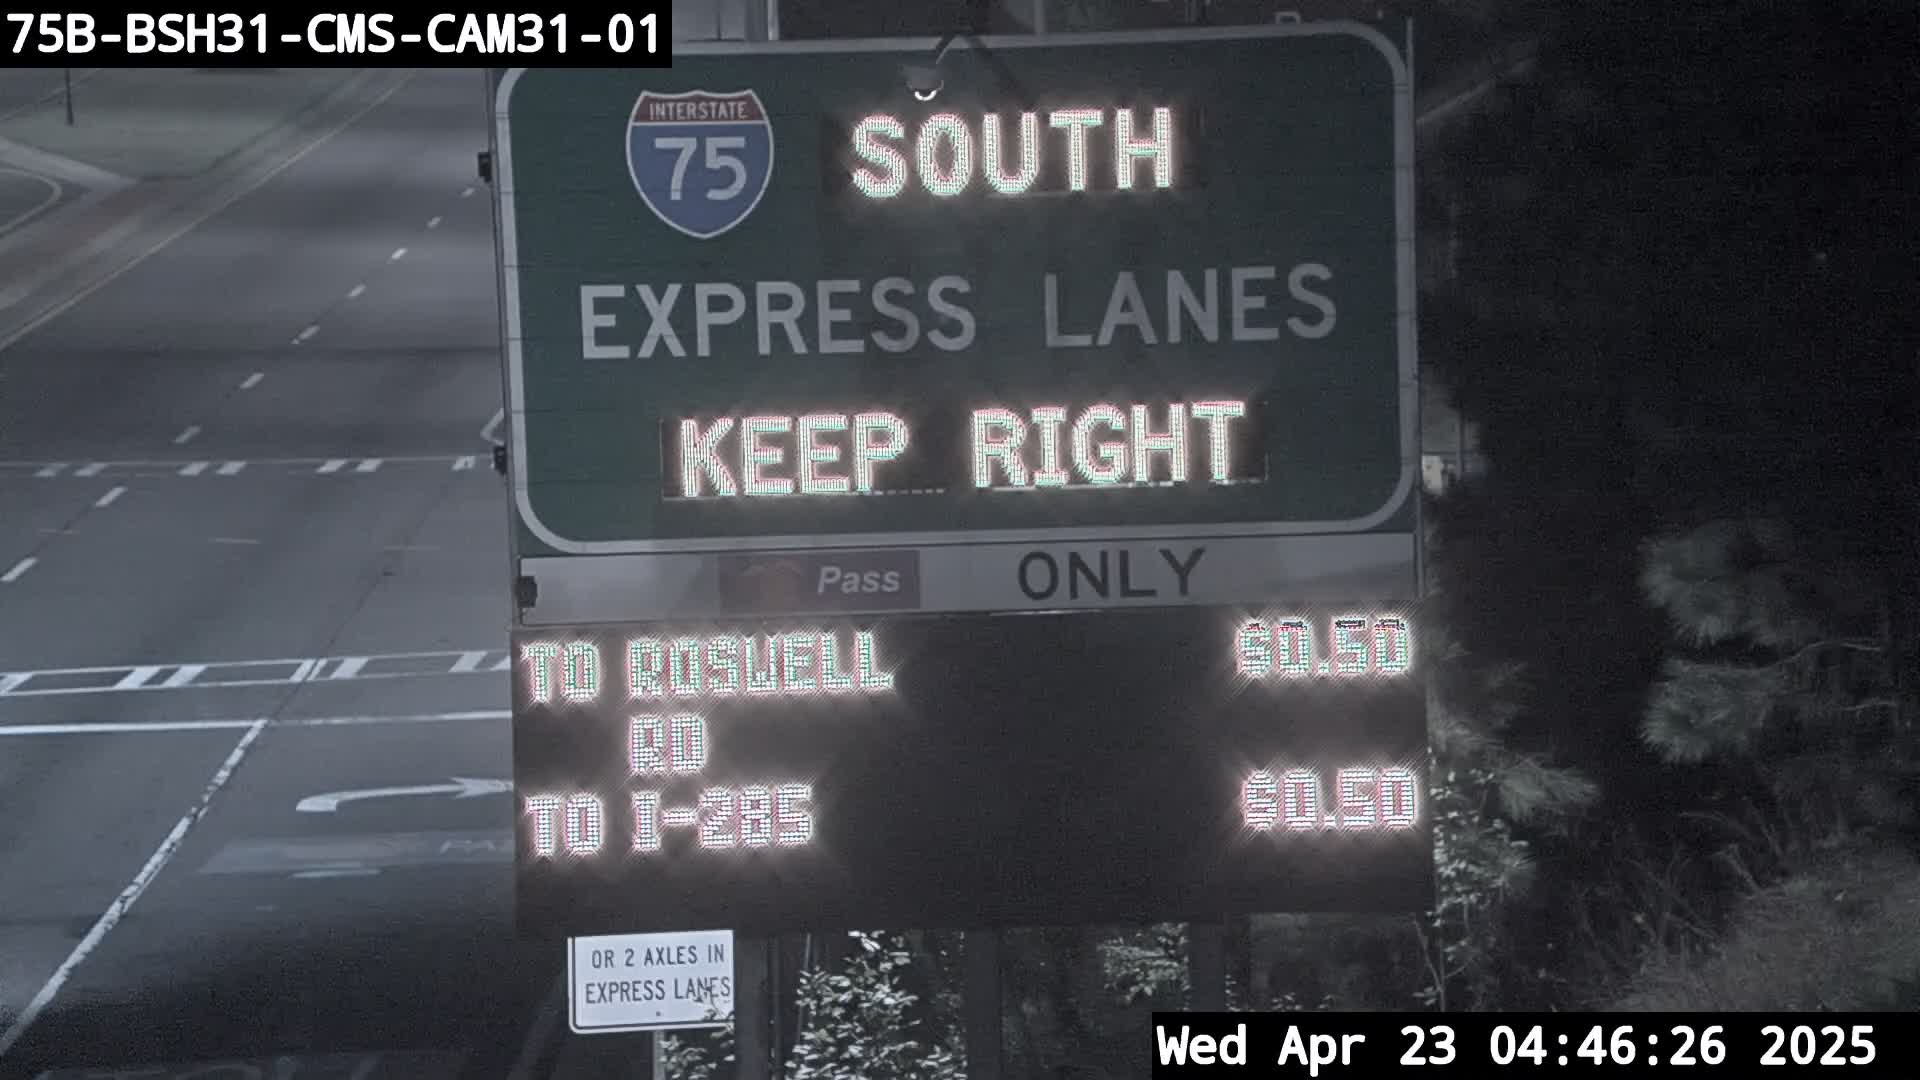 75B-BSH31-CMS-CAM31-01
INTERSTATE
75
SOUTH
EXPRESS LANES
KEEP RIGHT
Pass ONLY
TO ROSWELL $0.50
RD
TO I-285 $0.50
OR 2 AXLES IN
EXPRESS LANES
Wed Apr 23 04:46:26 2025